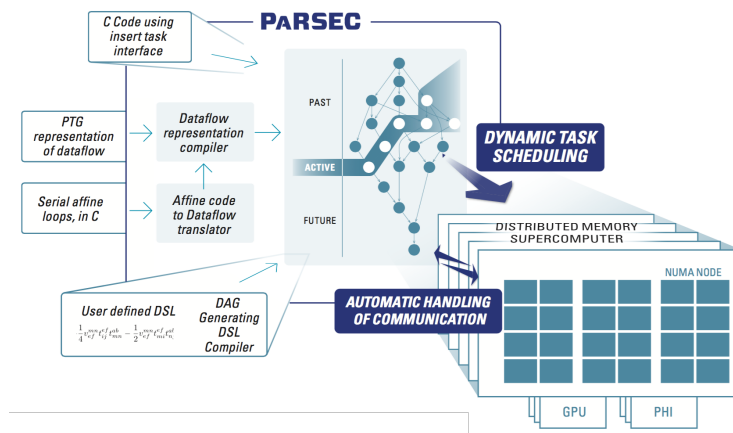 C Code using
insert task
interface
PaRSEC
PTG
representation
of dataflow
Dataflow
representation
compiler
Serial affine
loops, in C
Affine code
to Dataflow
translator
PAST
ACTIVE
FUTURE
DYNAMIC TASK
SCHEDULING
DISTRIBUTED MEMORY
SUPERCOMPUTER
NUMA NODE
AUTOMATIC HANDLING
OF COMMUNICATION
User defined DSL
DAG
Generating
DSL
Compiler
GPU
PHI